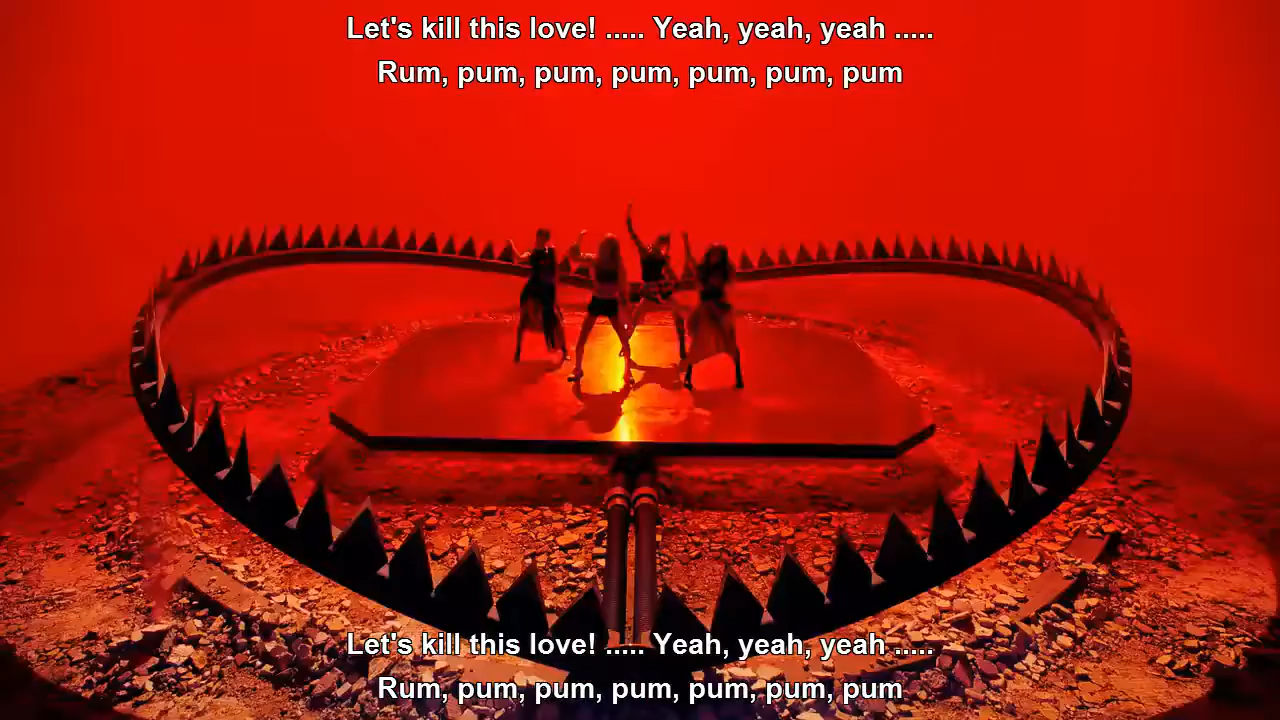 Let's kill this love! ..... Yeah, yeah, yeah .....
Rum, pum, pum, pum, pum, pum, pum
Let's kill this love! ..... Yeah, yeah, yeah .....
Rum, pum, pum, pum, pum, pum, pum